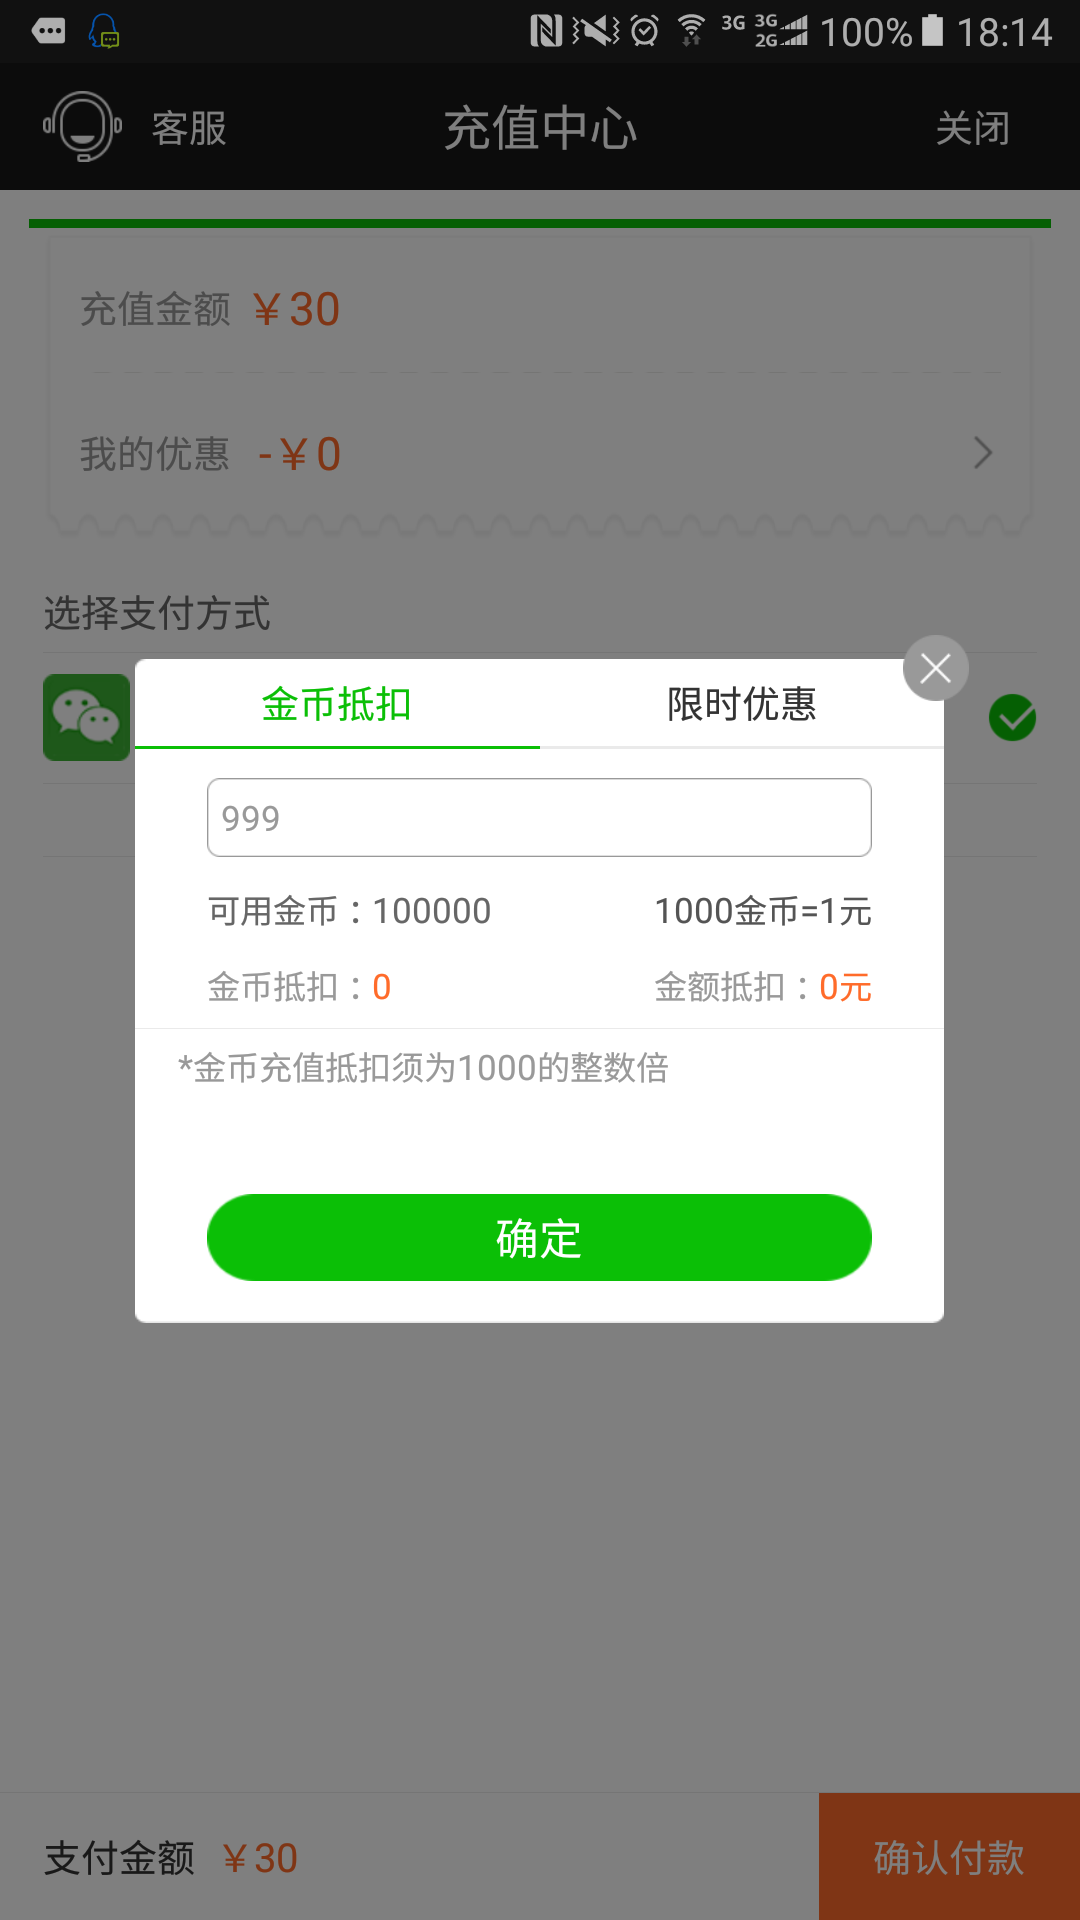 3G 3G 2G 100% 18:14
客服 充值中心 关闭
充值金额 ￥30
我的优惠 -￥0
选择支付方式
金币抵扣 限时优惠
999
可用金币：100000 1000金币=1元
金币抵扣：0 金额抵扣：0元
*金币充值抵扣须为1000的整数倍
确定
支付金额 ￥30 确认付款